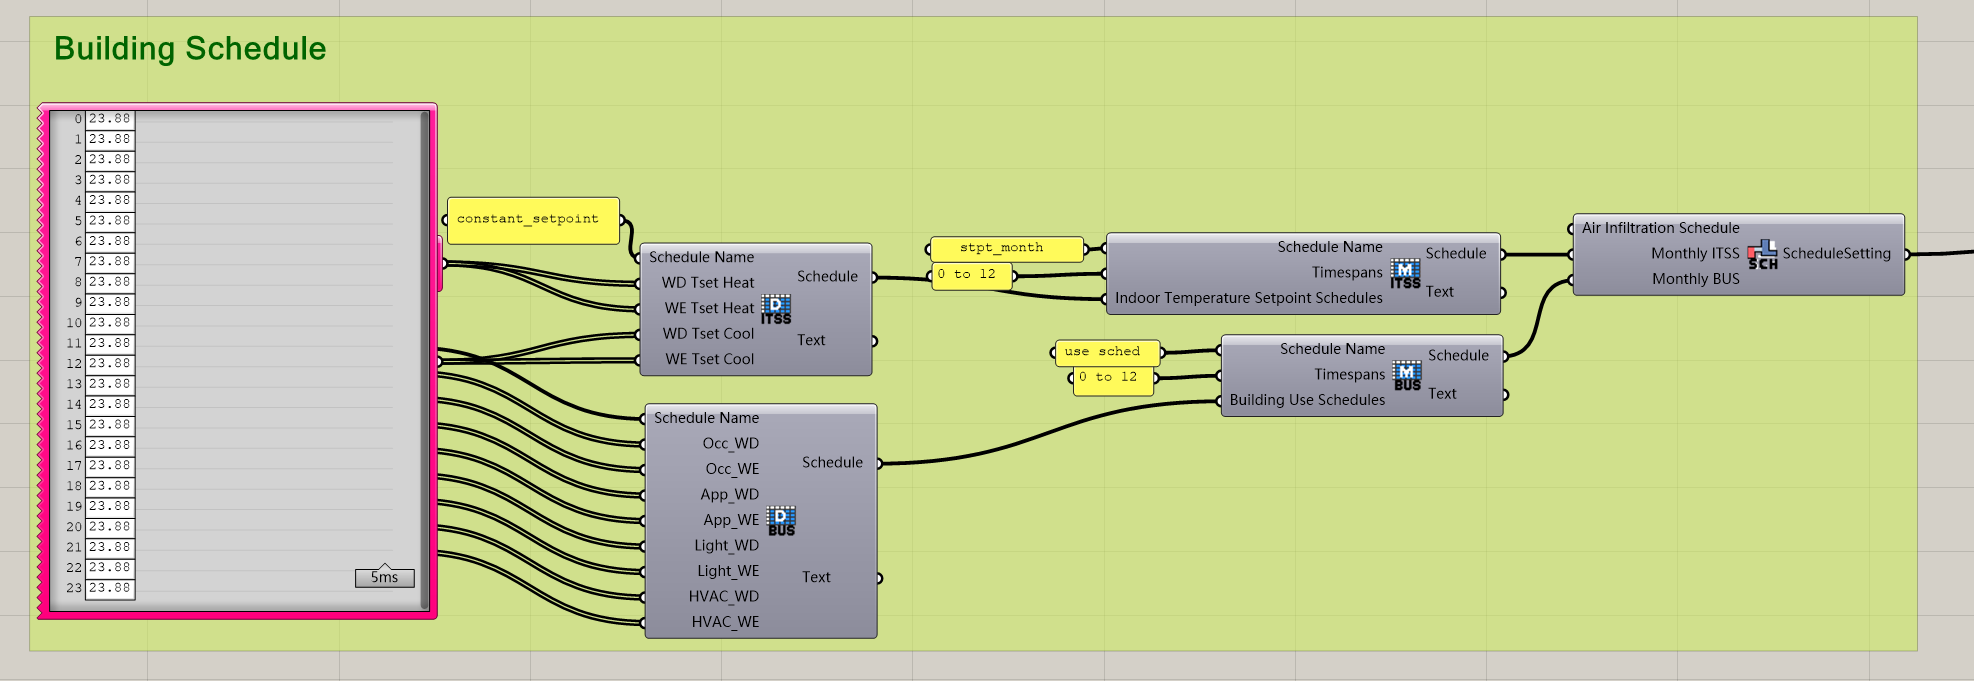 Building Schedule
0 23.88
1 23.88
2 23.88
3 23.88
4 23.88
5 23.88
6 23.88
7 23.88
8 23.88
9 23.88
10 23.88
11 23.88
12 23.88
13 23.88
14 23.88
15 23.88
16 23.88
17 23.88
18 23.88
19 23.88
20 23.88
21 23.88
22 23.88
23 23.88
5ms
constant_setpoint
Schedule Name
WD Tset Heat
WE Tset Heat
WD Tset Cool
WE Tset Cool
D
ITSS
Schedule
Text
Schedule Name
Occ_WD
Occ_WE
App_WD
App_WE
Light_WD
Light_WE
HVAC_WD
HVAC_WE
D
BUS
Schedule
Text
stpt_month
0 to 12
Schedule Name
Timespans
Indoor Temperature Setpoint Schedules
M
ITSS
Schedule
Text
use sched
0 to 12
Schedule Name
Timespans
Building Use Schedules
M
BUS
Schedule
Text
Air Infiltration Schedule
Monthly ITSS
Monthly BUS
SCH
ScheduleSetting